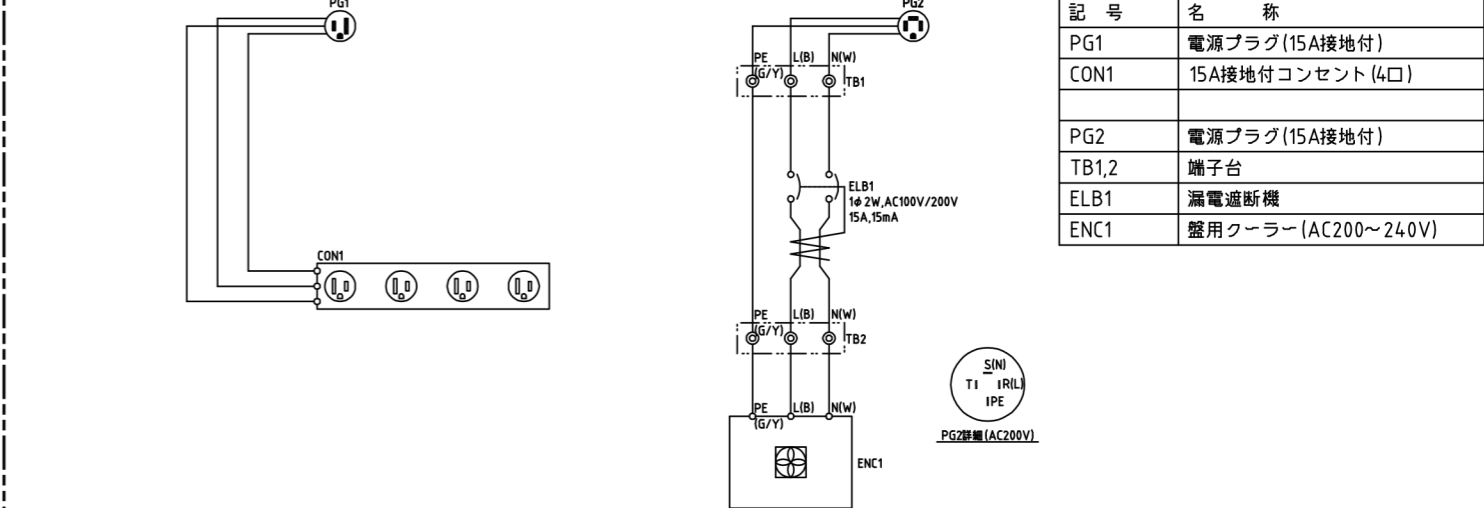 PG1
CON1
PG2
PE
(G/Y)
L(B)
N(W)
TB1
ELB1
1φ2W,AC100V/200V
15A,15mA
PE
(G/Y)
L(B)
N(W)
TB2
PE
(G/Y)
L(B)
N(W)
ENC1
S(N)
T
R(L)
PE
PG2詳細(AC200V)
記 号 名 称
PG1 電源プラグ(15A接地付)
CON1 15A接地付コンセント(4口)
PG2 電源プラグ(15A接地付)
TB1,2 端子台
ELB1 漏電遮断機
ENC1 盤用クーラー(AC200～240V)